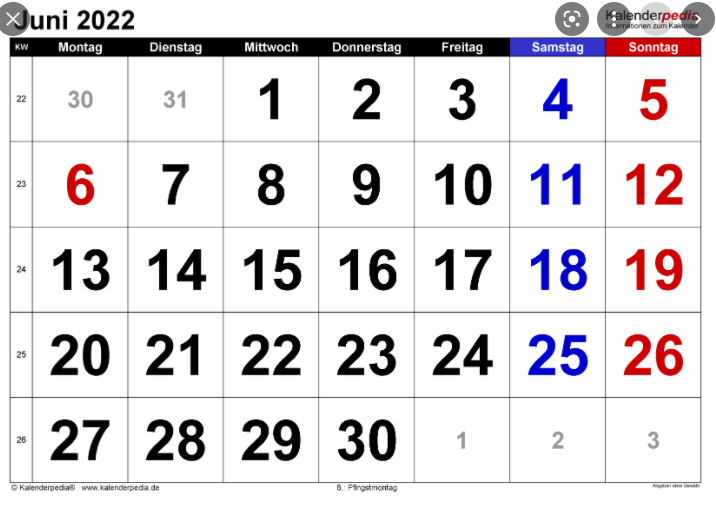 Juni 2022
Kalenderpedia
Informationen zum Kalender
KW Montag Dienstag Mittwoch Donnerstag Freitag Samstag Sonntag
22 30 31 1 2 3 4 5
23 6 7 8 9 10 11 12
24 13 14 15 16 17 18 19
25 20 21 22 23 24 25 26
26 27 28 29 30 1 2 3
© Kalenderpedia® www.kalenderpedia.de 6.: Pfingstmontag Angaben ohne Gewähr